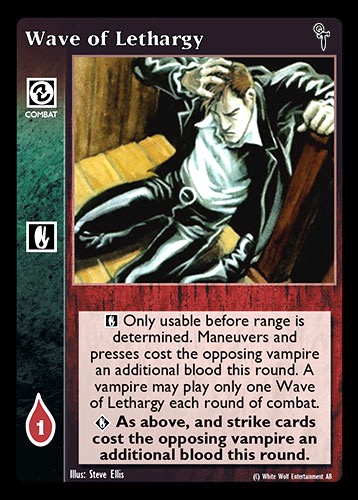 Wave of Lethargy
COMBAT
Only usable before range is
determined. Maneuvers and
presses cost the opposing vampire
an additional blood this round. A
vampire may play only one Wave
of Lethargy each round of combat.
As above, and strike cards
cost the opposing vampire an
additional blood this round.
1
Illus: Steve Ellis
(C) White Wolf Entertainment AB